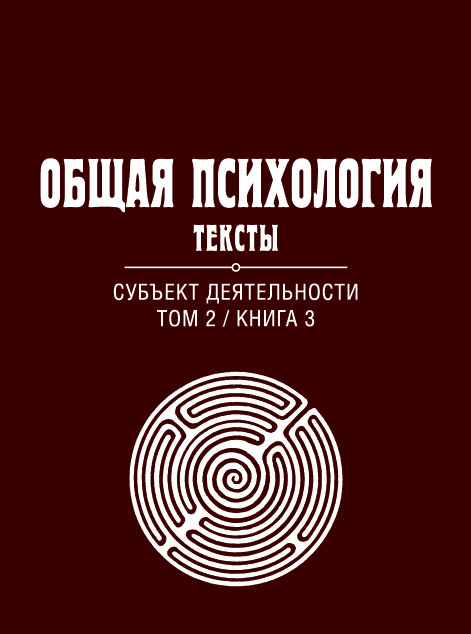 ОБЩАЯ ПСИХОЛОГИЯ
ТЕКСТЫ
СУБЪЕКТ ДЕЯТЕЛЬНОСТИ
ТОМ 2 / КНИГА 3